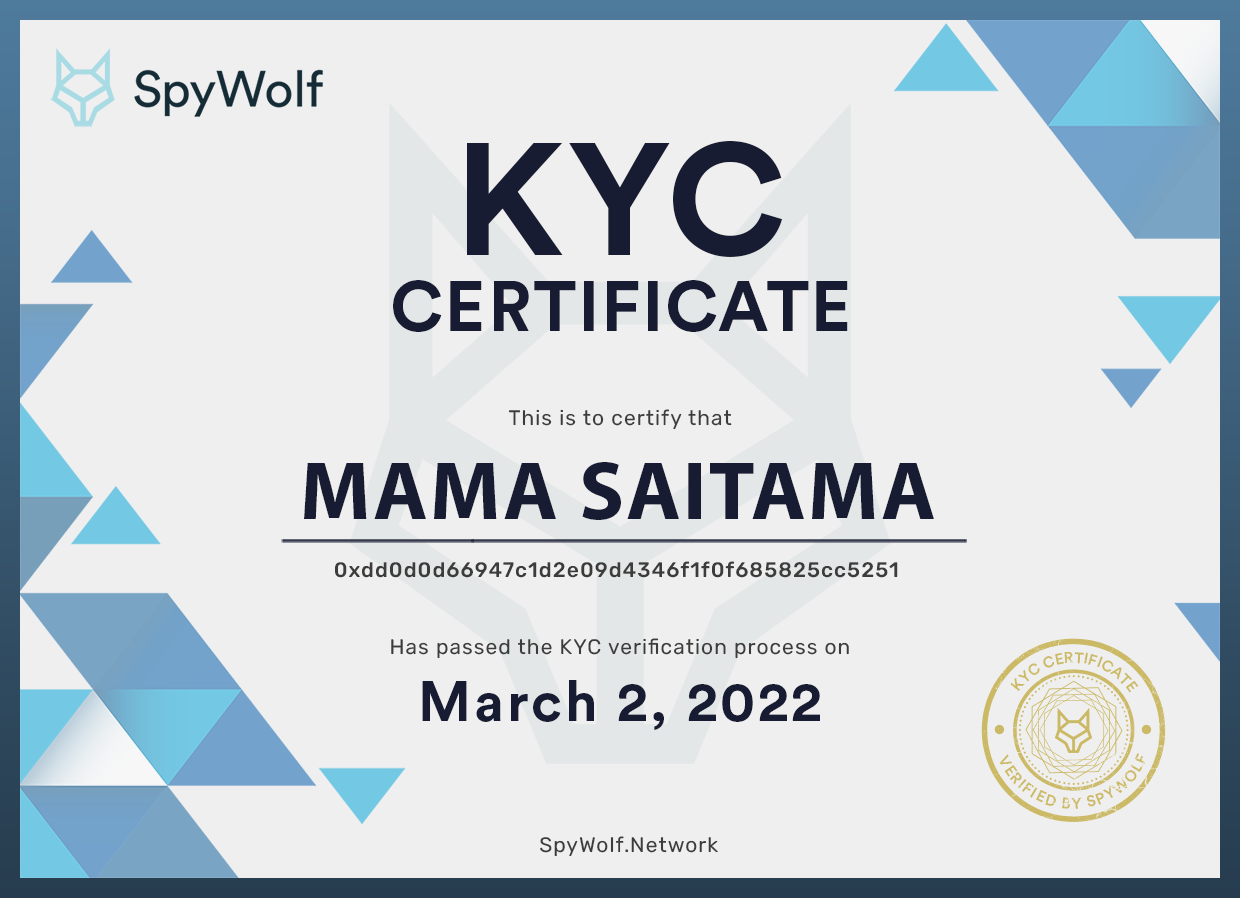 SpyWolf
KYC
CERTIFICATE
This is to certify that
MAMA SAITAMA
0xdd0d0d66947c1d2e09d4346f1f0f685825cc5251
Has passed the KYC verification process on
March 2, 2022
KYC CERTIFICATE
VERIFIED BY SPYWOLF
SpyWolf.Network